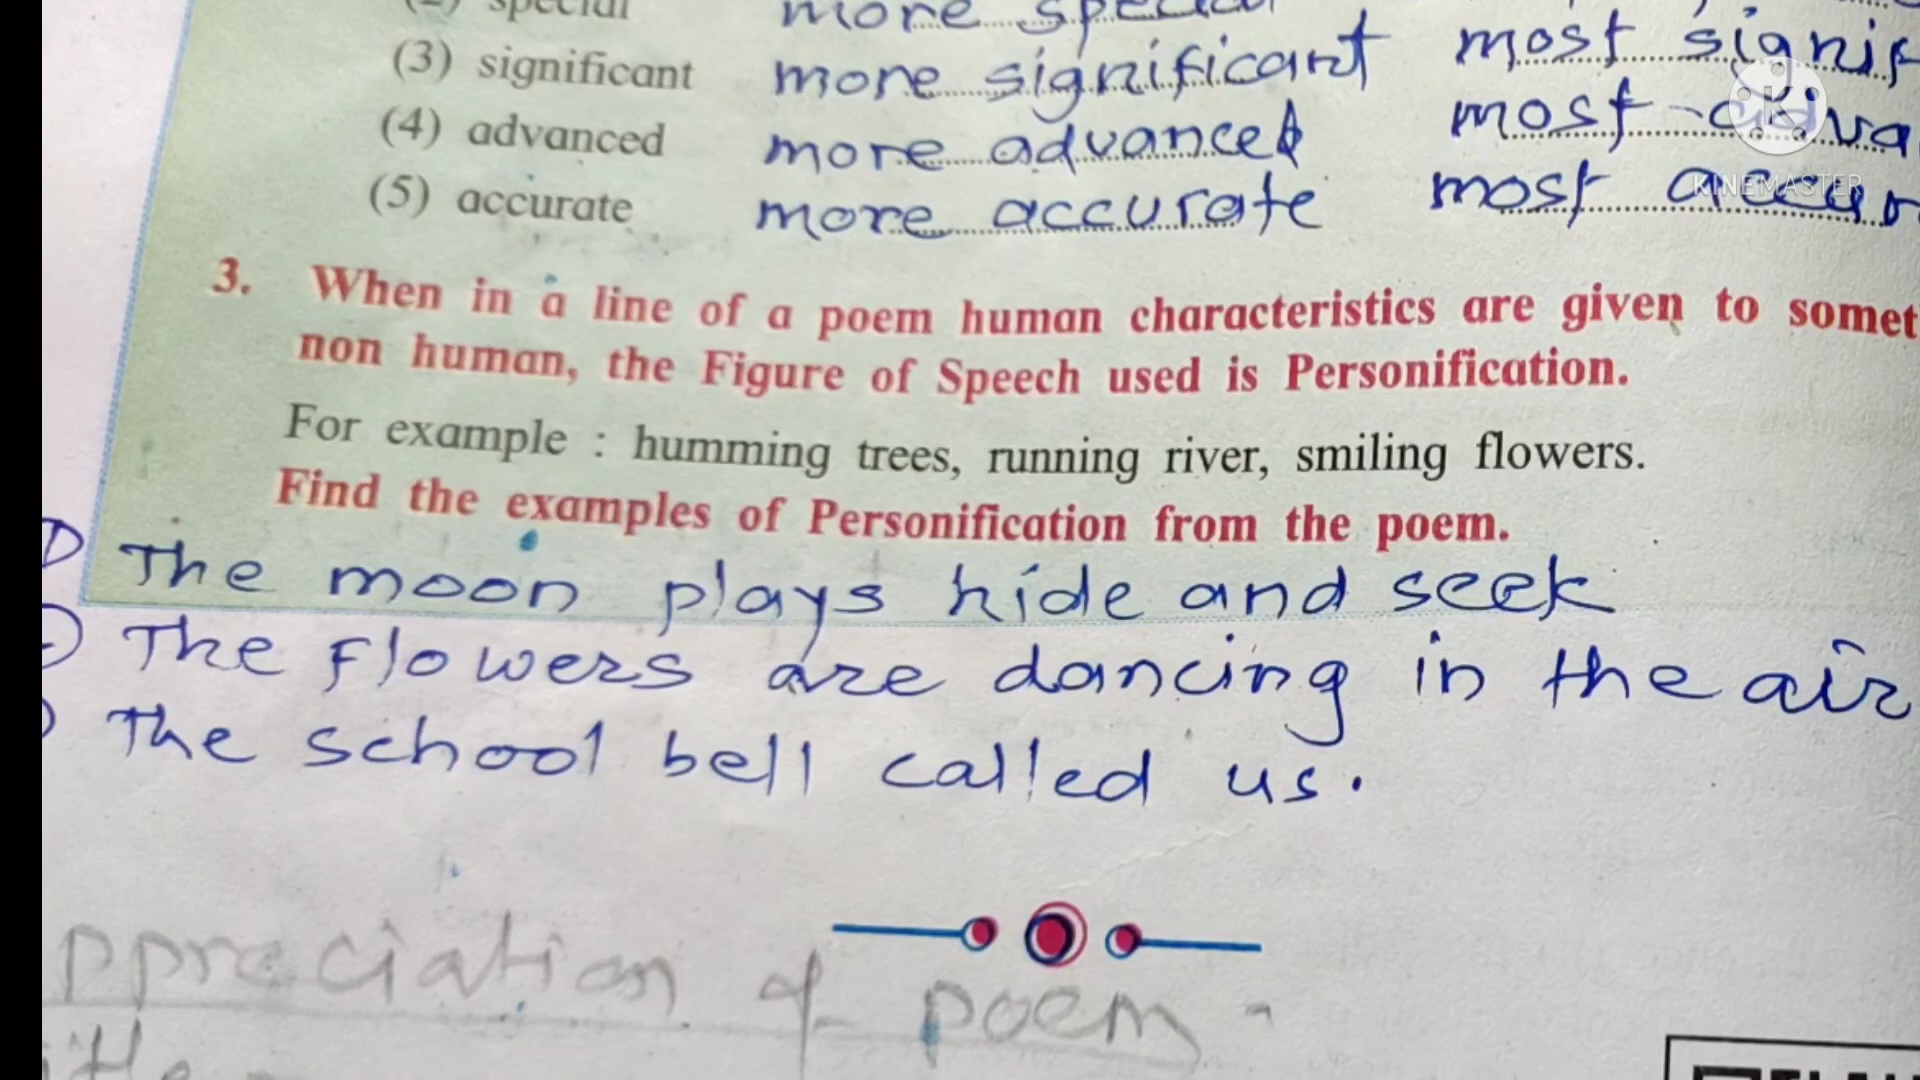 special more
(3) significant more significant most
(4) advanced more advanced most
(5) accurate more accurate most
KINEMASTER
3. When in a line of a poem human characteristics are given to
non human, the Figure of Speech used is Personification.
For example : humming trees, running river, smiling flowers.
Find the examples of Personification from the poem.
The moon plays hide and seek
The flowers are dancing in the air
The school bell called us.
of poem